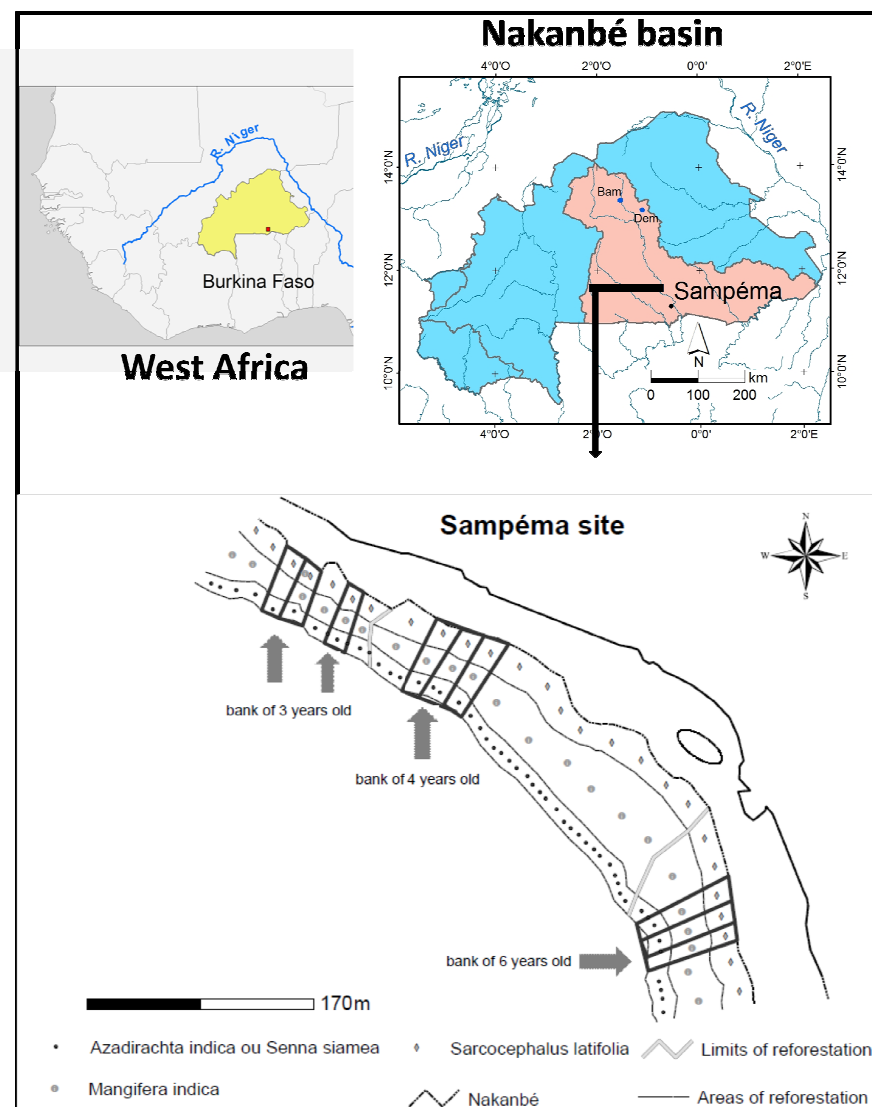 Nakanbé basin
4°0'O
2°0'O
0°0'
2°0'E
R. N\ger
Burkina Faso
West Africa
R. Niger
R. Niger
14°0'N
14°0'N
Bam
Dem
12°0'N
12°0'N
Sampéma
N
km
0 100 200
10°0'N
10°0'N
4°0'O
2°0'O
0°0'
2°0'E
Sampéma site
N
W E
S
bank of 3 years old
bank of 4 years old
bank of 6 years old
170m
Azadirachta indica ou Senna siamea
Sarcocephalus latifolia
Limits of reforestation
Mangifera indica
Nakanbé
Areas of reforestation